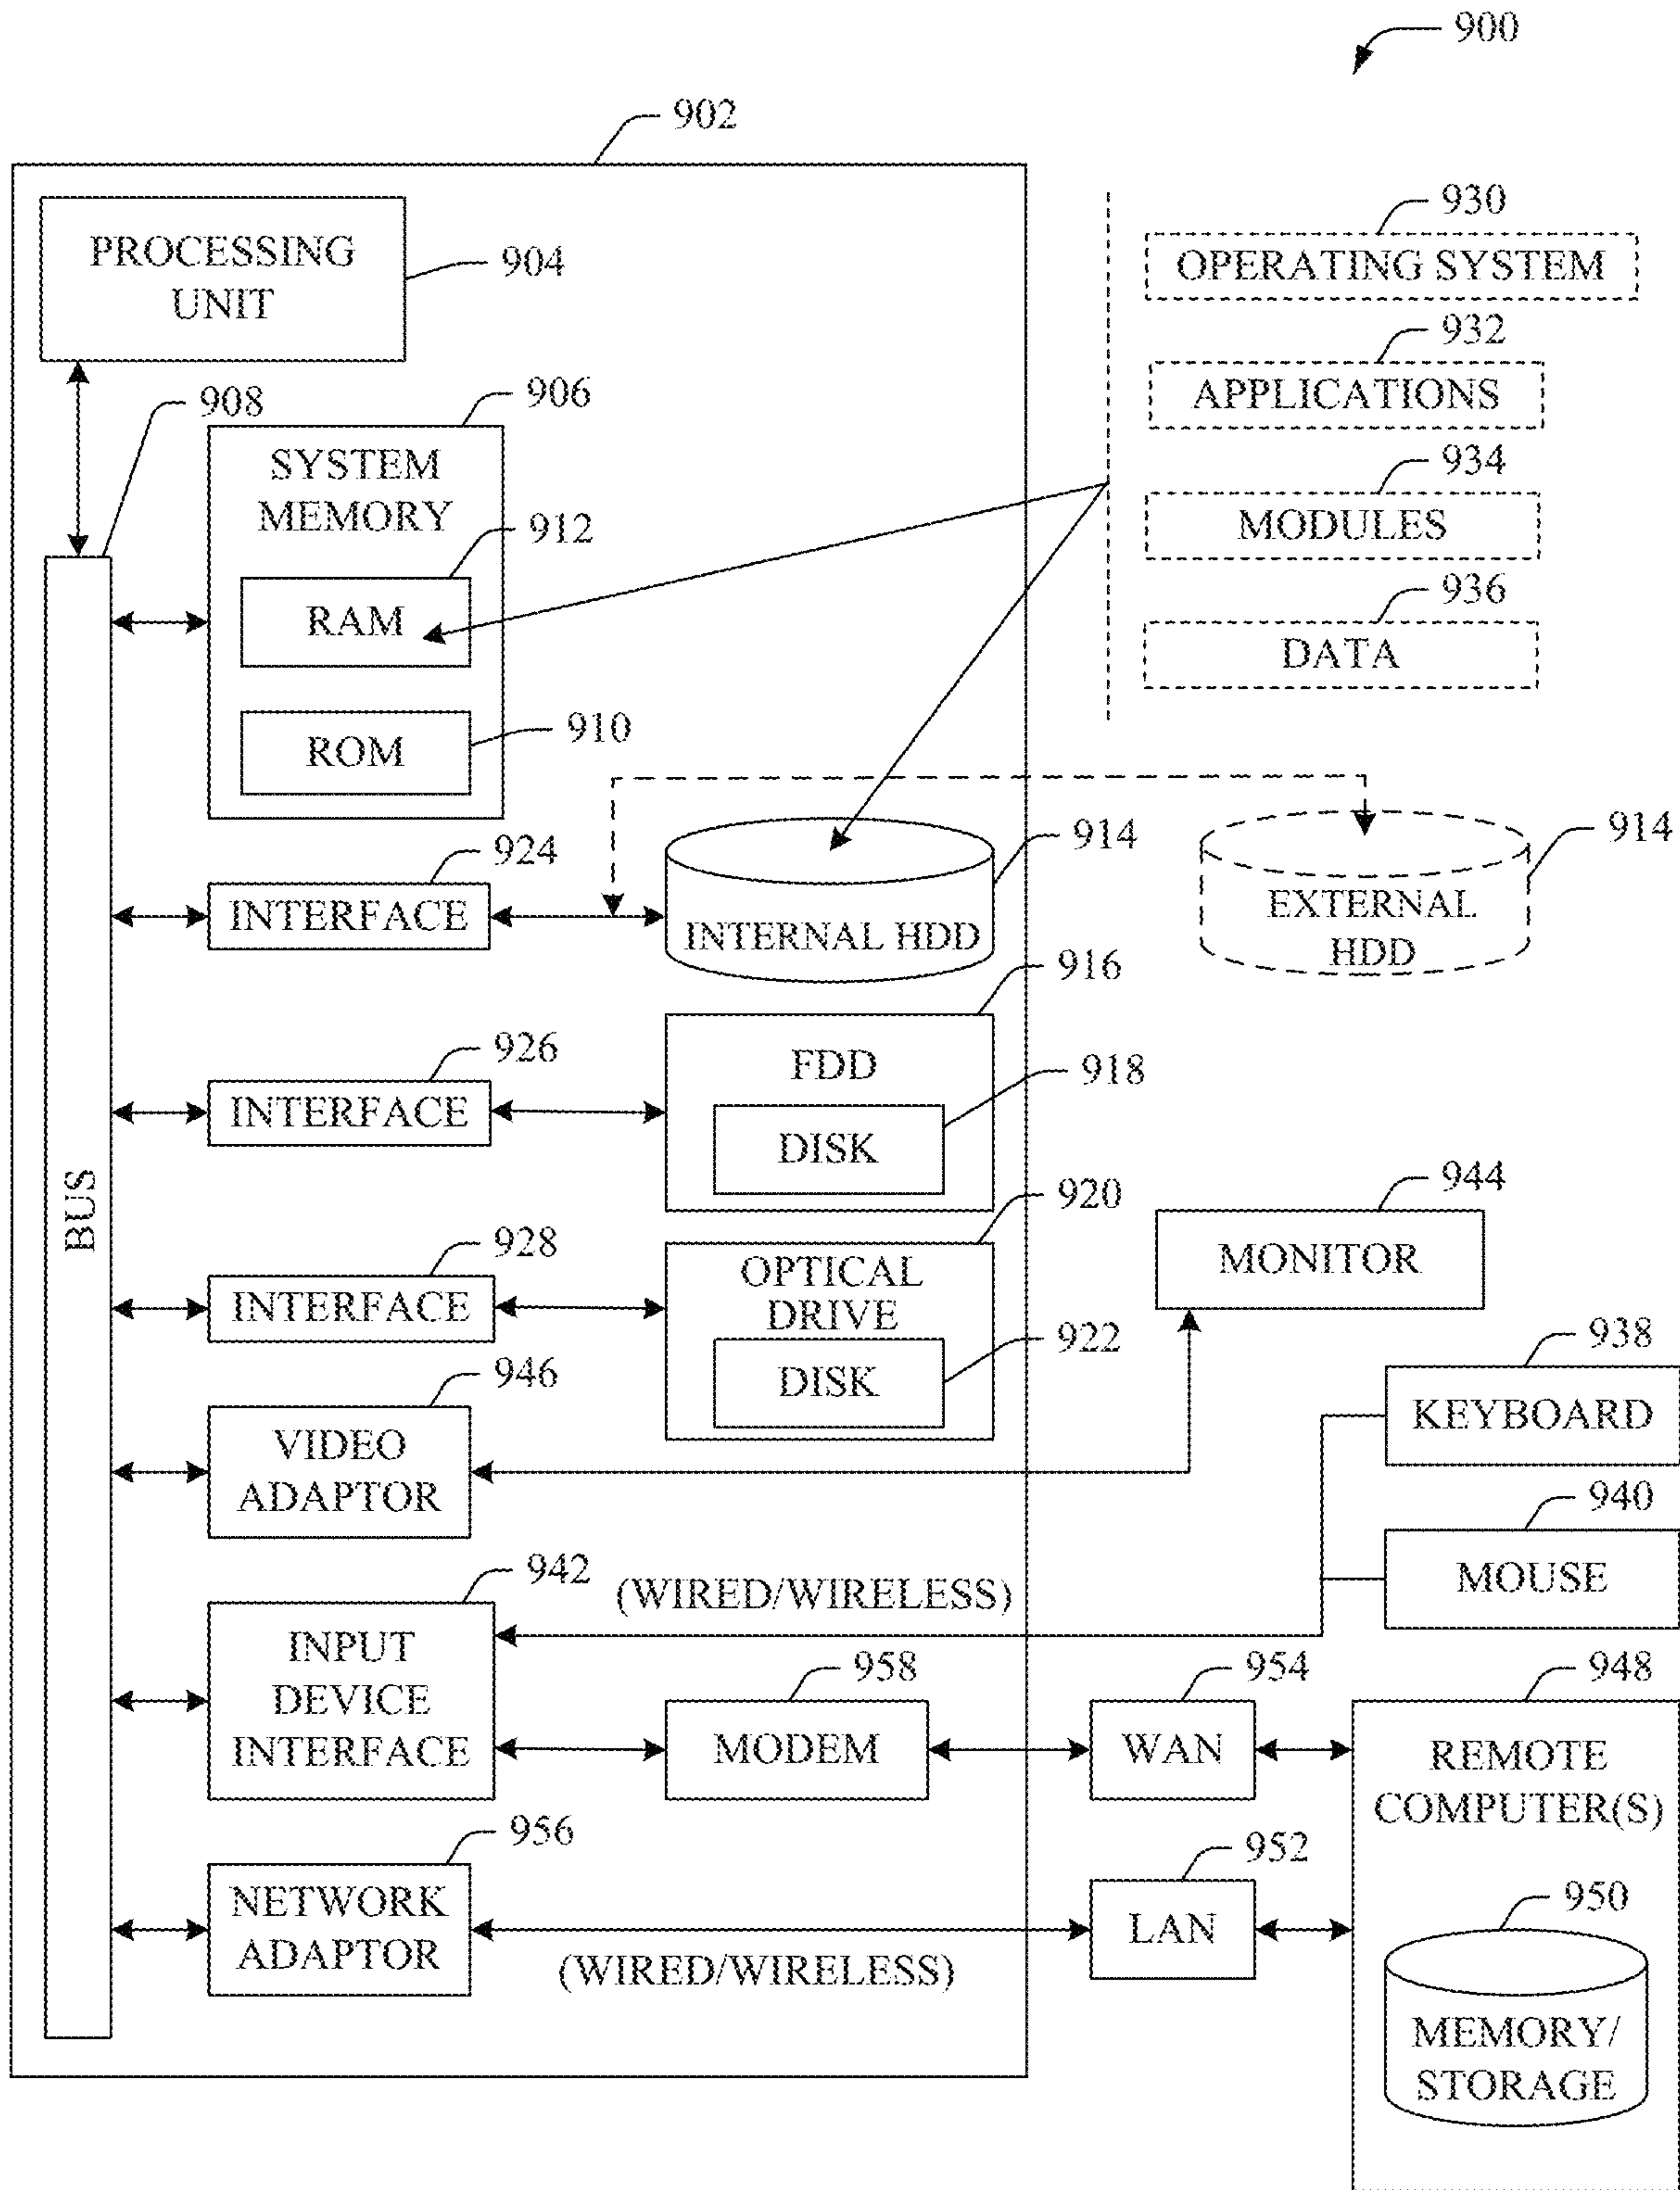 900
902
PROCESSING
UNIT
904
908
906
SYSTEM
MEMORY
912
RAM
910
ROM
930
OPERATING SYSTEM
932
APPLICATIONS
934
MODULES
936
DATA
BUS
924
INTERFACE
914
INTERNAL HDD
914
EXTERNAL
HDD
926
INTERFACE
916
FDD
918
DISK
928
INTERFACE
920
OPTICAL
DRIVE
922
DISK
944
MONITOR
946
VIDEO
ADAPTOR
938
KEYBOARD
940
MOUSE
942
INPUT
DEVICE
INTERFACE
(WIRED/WIRELESS)
958
MODEM
954
WAN
948
REMOTE
COMPUTER(S)
956
NETWORK
ADAPTOR
(WIRED/WIRELESS)
952
LAN
950
MEMORY/
STORAGE